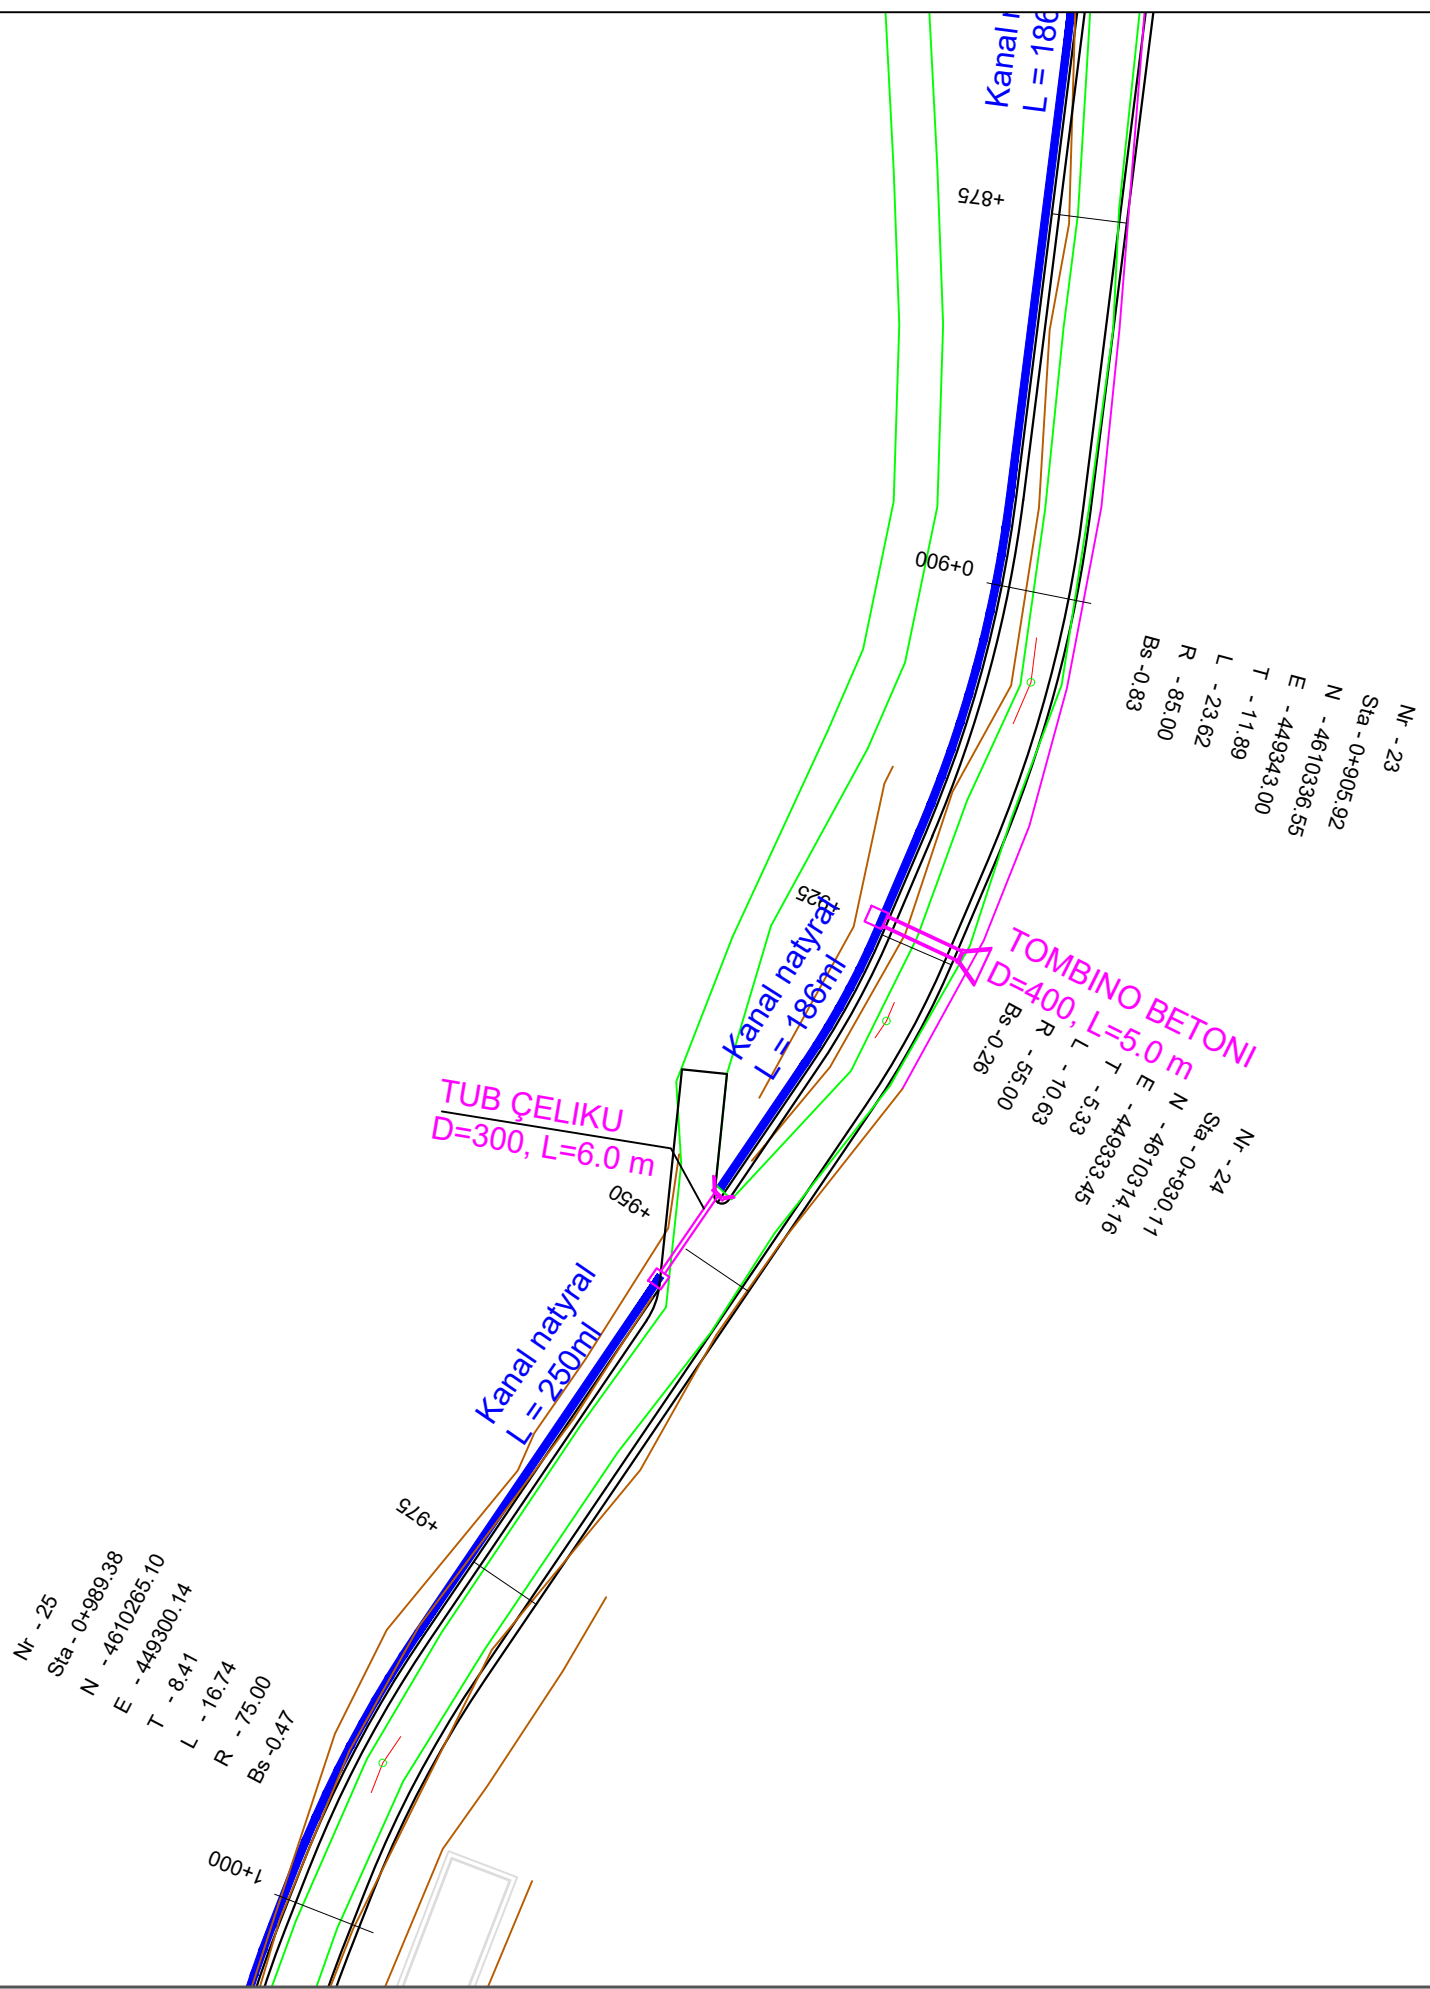 Kanal n
L = 186
+875
0+900
Nr - 23
Sta - 0+905.92
N - 4610336.55
E - 449343.00
T - 11.89
L - 23.62
R - 85.00
Bs -0.83
+925
Kanal natyral
L = 186ml
TOMBINO BETONI
D=400, L=5.0 m
Nr - 24
Sta - 0+930.11
N - 4610314.16
E - 449333.45
T - 5.33
L - 10.63
R - 55.00
Bs -0.26
TUB ÇELIKU
D=300, L=6.0 m
+950
Kanal natyral
L = 250ml
+975
Nr - 25
Sta - 0+989.38
N - 4610265.10
E - 449300.14
T - 8.41
L - 16.74
R - 75.00
Bs -0.47
1+000